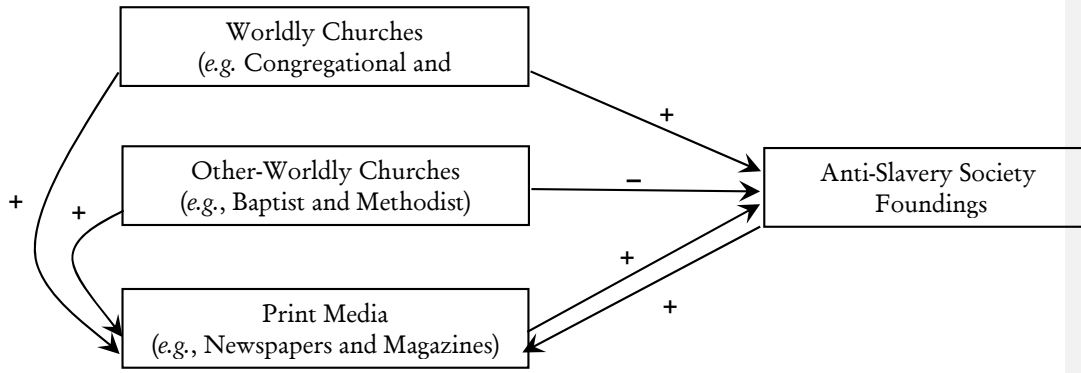 Worldly Churches
(e.g. Congregational and
+
Other-Worldly Churches
(e.g., Baptist and Methodist)
–
Anti-Slavery Society
Foundings
+
+
+
+
Print Media
(e.g., Newspapers and Magazines)